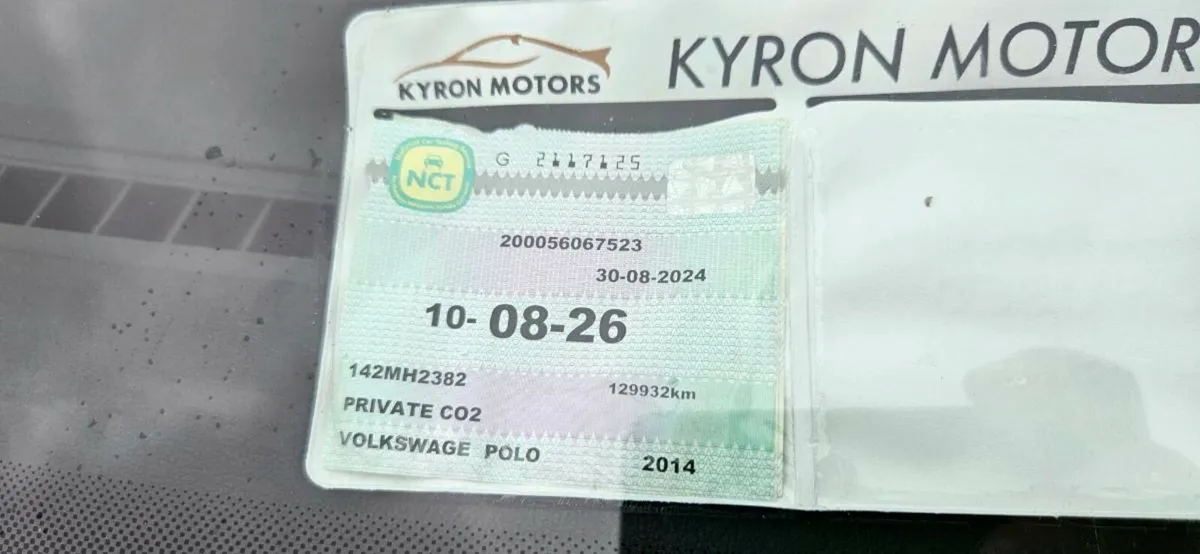 KYRON MOTORS
KYRON MOTOR
NCT
G 2117125
200056067523
30-08-2024
10- 08-26
142MH2382
129932km
PRIVATE CO2
VOLKSWAGE POLO
2014